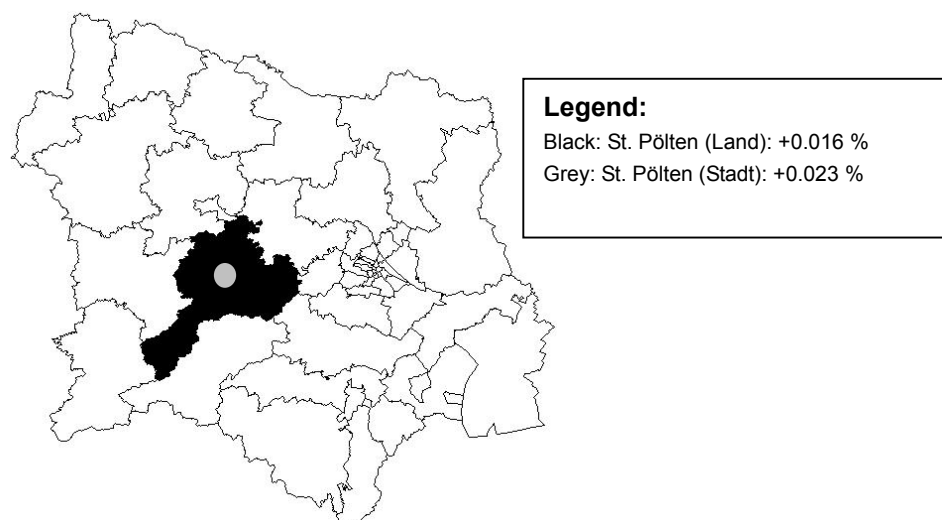 Legend:
Black: St. Pölten (Land): +0.016 %
Grey: St. Pölten (Stadt): +0.023 %